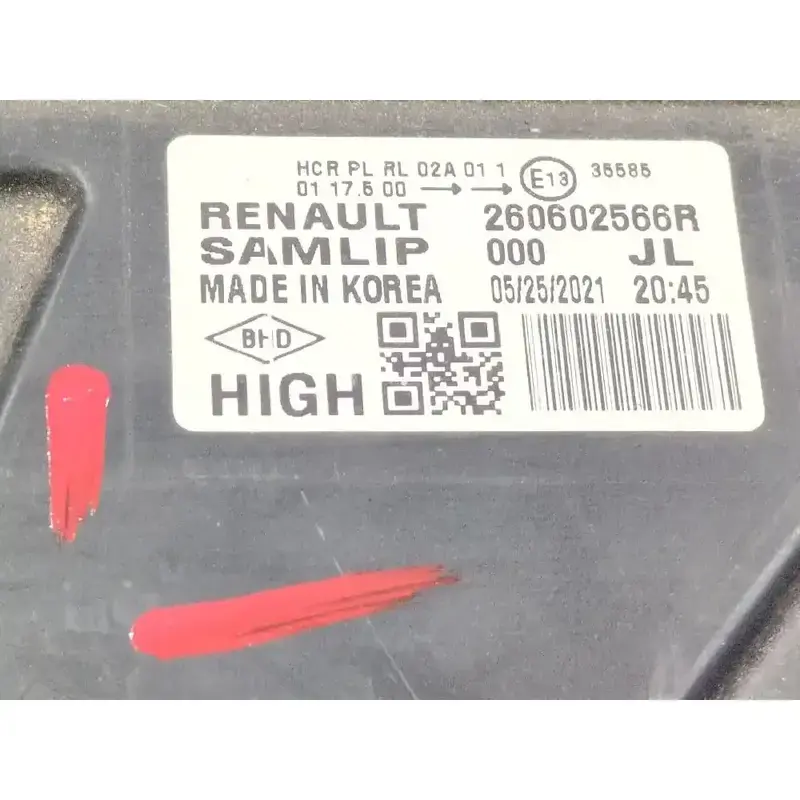 HCR PL RL 02A 01 1
01 17.5 00 →→ E13 35585
RENAULT 260602566R
SAMLIP 000 JL
MADE IN KOREA 05/25/2021 20:45
BHD
HIGH